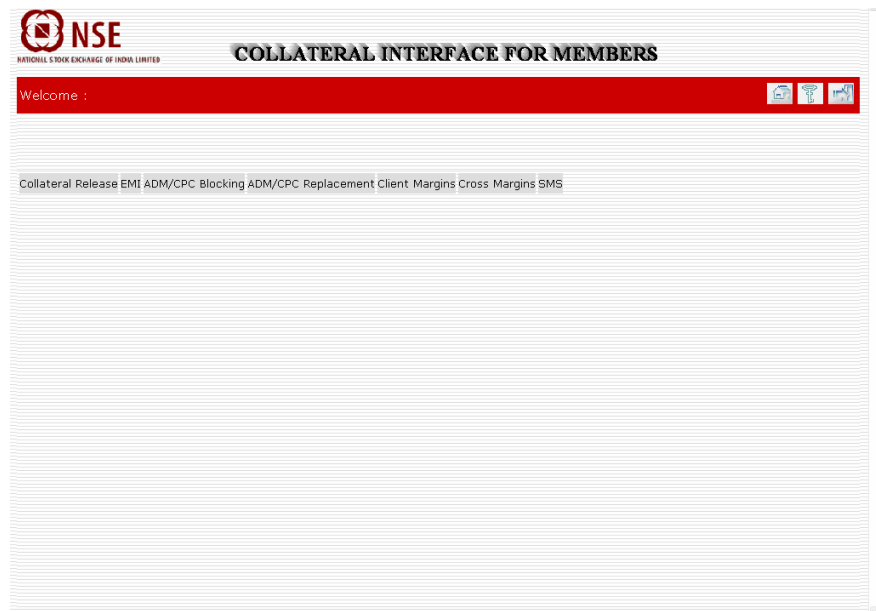 NSE
NATIONAL STOCK EXCHANGE OF INDIA LIMITED
COLLATERAL INTERFACE FOR MEMBERS
Welcome :
Collateral Release EMI ADM/CPC Blocking ADM/CPC Replacement Client Margins Cross Margins SMS